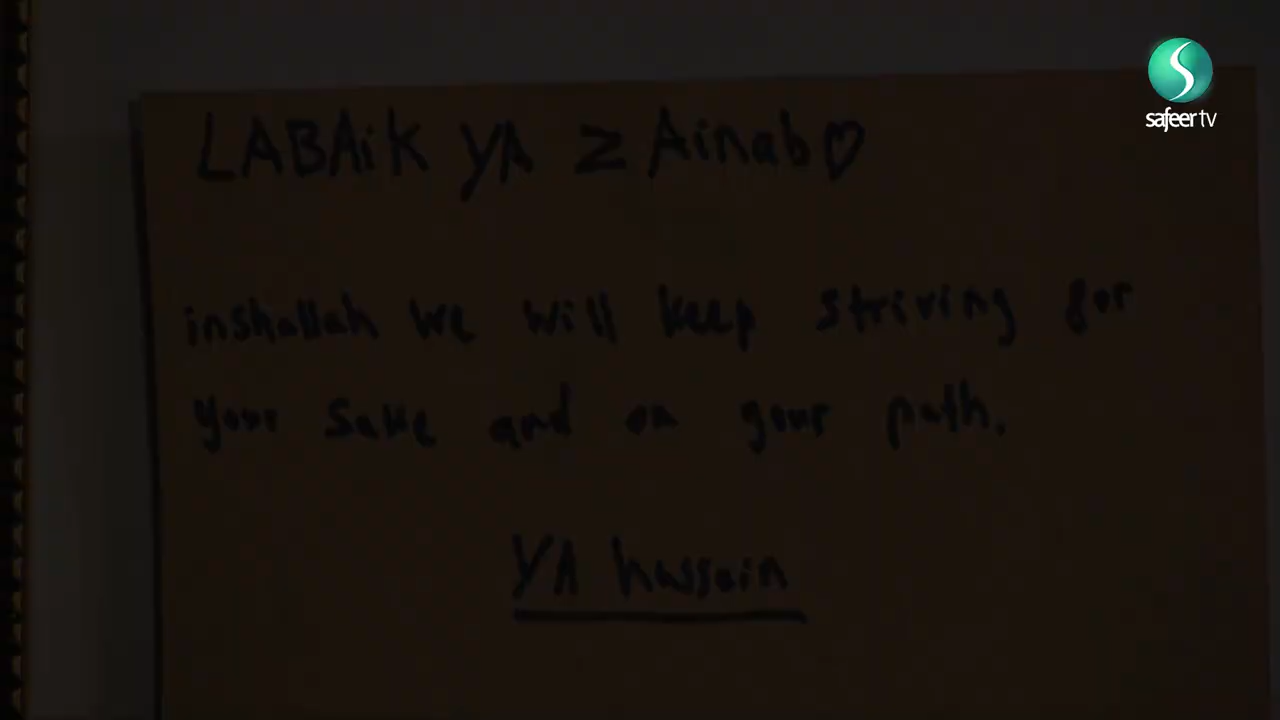 safeer tv
LABAiK YA ZAinab♡
inshallah we will keep striving for
your sake and on your path.
YA hussain